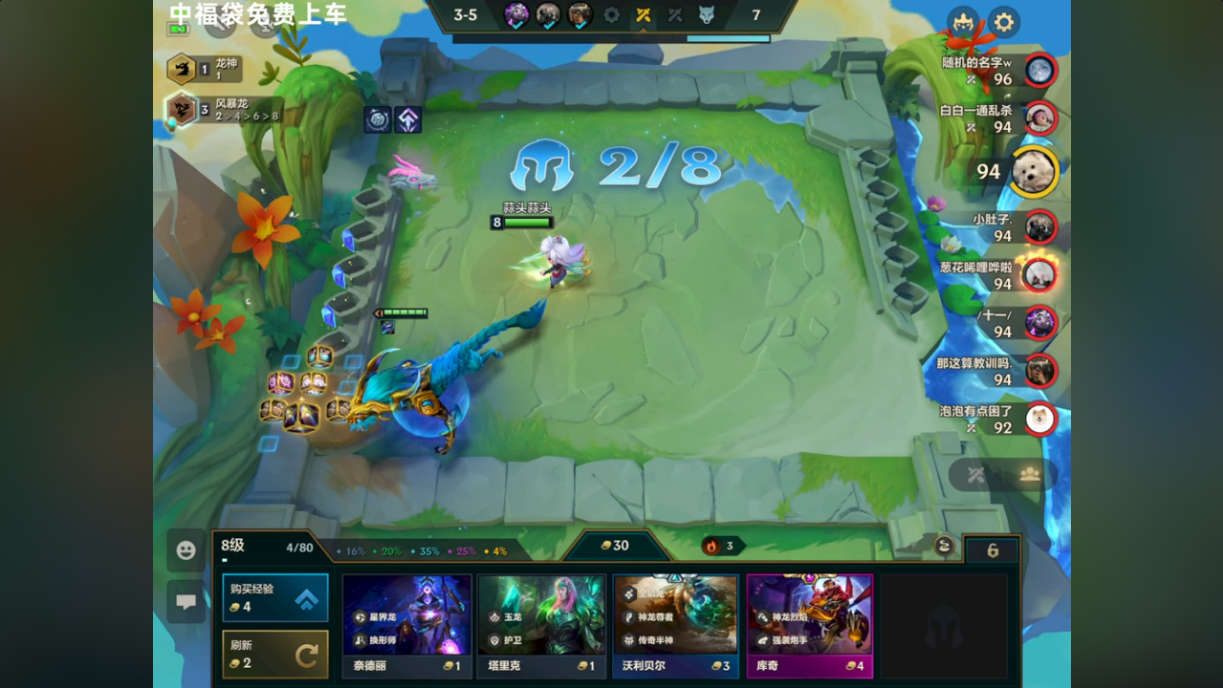 中福袋免费上车
3-5
7
1
龙神
1
3
风暴龙
2 > 4 > 6 > 8
2/8
蒜头蒜头
8
随机的名字w
96
白白一通乱杀
94
94
小肚子.
94
葱花唏哩哗啦
94
/十一/
94
那这算教训吗.
94
泡泡有点困了
92
8级
4/80
16%
20%
35%
25%
4%
30
3
6
购买经验
4
刷新
2
星界龙
换形师
奈德丽
1
玉龙
护卫
塔里克
1
神龙尊者
传奇半神
沃利贝尔
3
神龙烈焰
强袭炮手
库奇
4